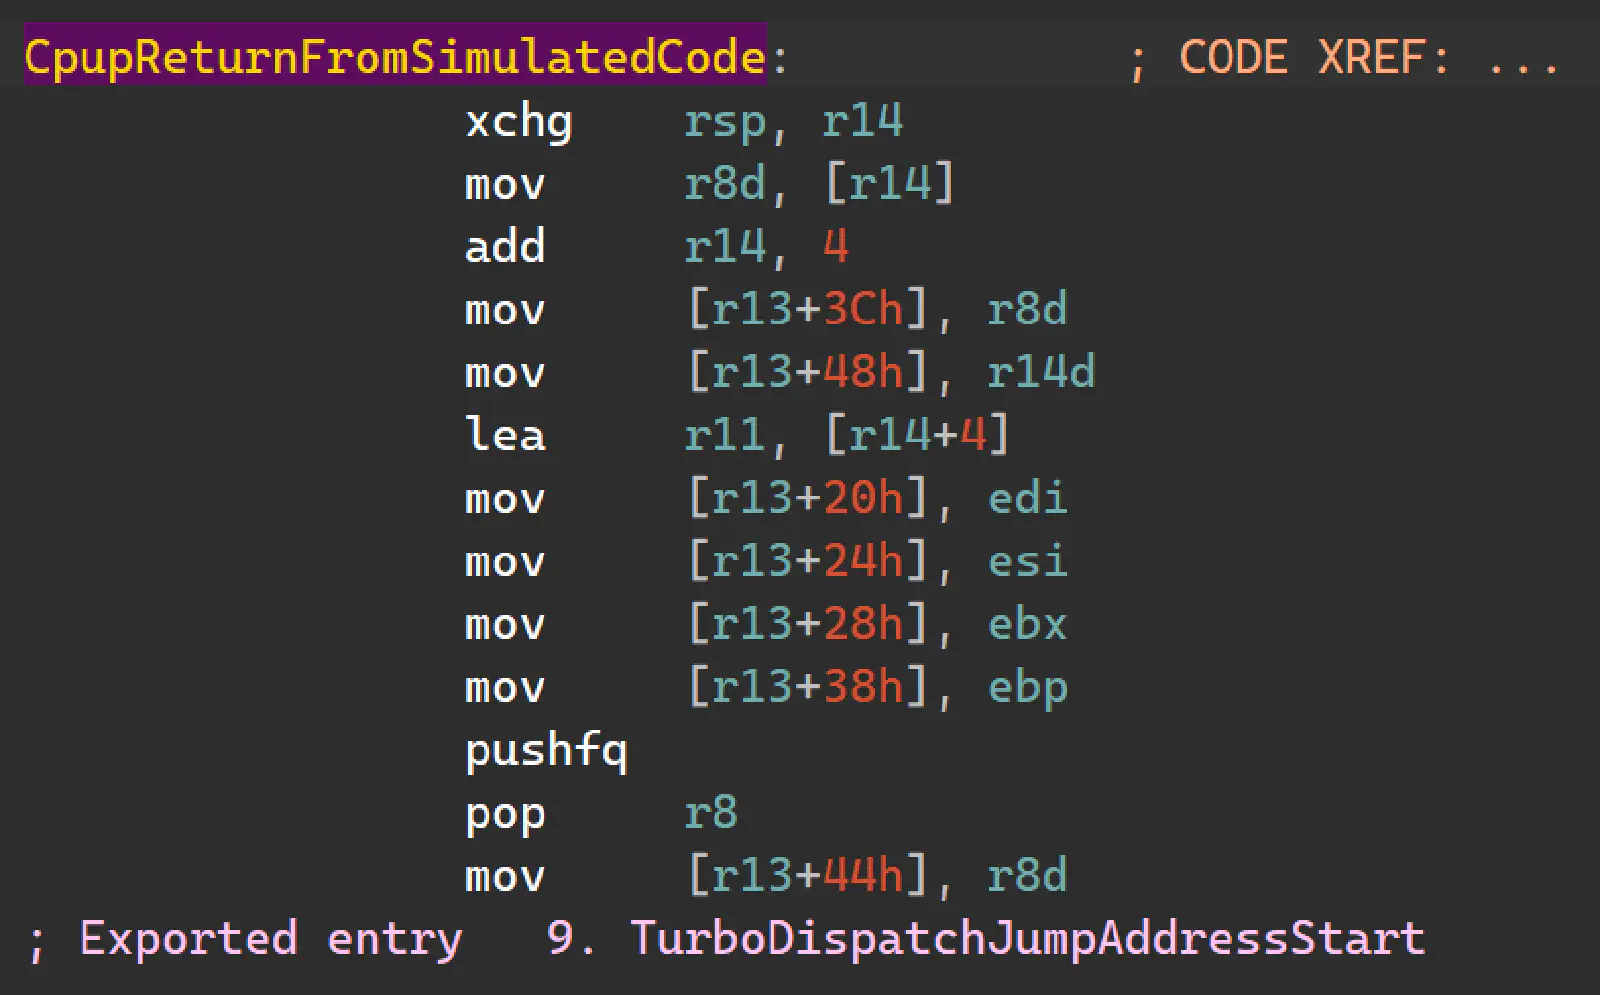 CpupReturnFromSimulatedCode: ; CODE XREF: ...
xchg rsp, r14
mov r8d, [r14]
add r14, 4
mov [r13+3Ch], r8d
mov [r13+48h], r14d
lea r11, [r14+4]
mov [r13+20h], edi
mov [r13+24h], esi
mov [r13+28h], ebx
mov [r13+38h], ebp
pushfq
pop r8
mov [r13+44h], r8d
; Exported entry 9. TurboDispatchJumpAddressStart